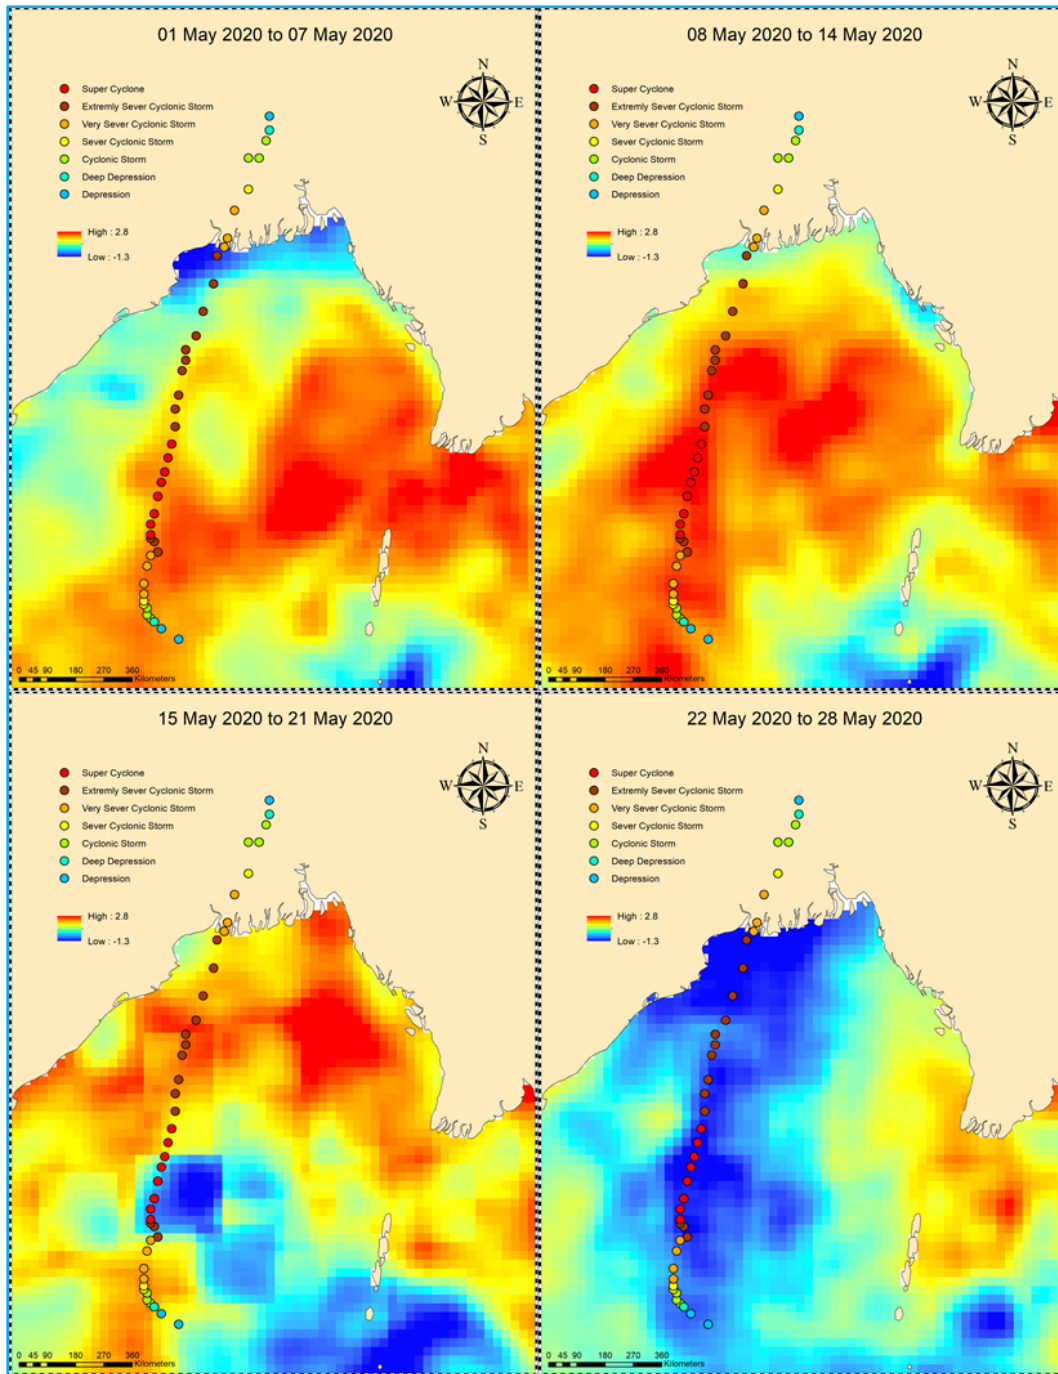 01 May 2020 to 07 May 2020
N
W E
S
Super Cyclone
Extremly Sever Cyclonic Storm
Very Sever Cyclonic Storm
Sever Cyclonic Storm
Cyclonic Storm
Deep Depression
Depression
High : 2.8
Low : -1.3
0 45 90 180 270 360
Kilometers
08 May 2020 to 14 May 2020
N
W E
S
Super Cyclone
Extremly Sever Cyclonic Storm
Very Sever Cyclonic Storm
Sever Cyclonic Storm
Cyclonic Storm
Deep Depression
Depression
High : 2.8
Low : -1.3
0 45 90 180 270 360
Kilometers
15 May 2020 to 21 May 2020
N
W E
S
Super Cyclone
Extremly Sever Cyclonic Storm
Very Sever Cyclonic Storm
Sever Cyclonic Storm
Cyclonic Storm
Deep Depression
Depression
High : 2.8
Low : -1.3
0 45 90 180 270 360
Kilometers
22 May 2020 to 28 May 2020
N
W E
S
Super Cyclone
Extremly Sever Cyclonic Storm
Very Sever Cyclonic Storm
Sever Cyclonic Storm
Cyclonic Storm
Deep Depression
Depression
High : 2.8
Low : -1.3
0 45 90 180 270 360
Kilometers